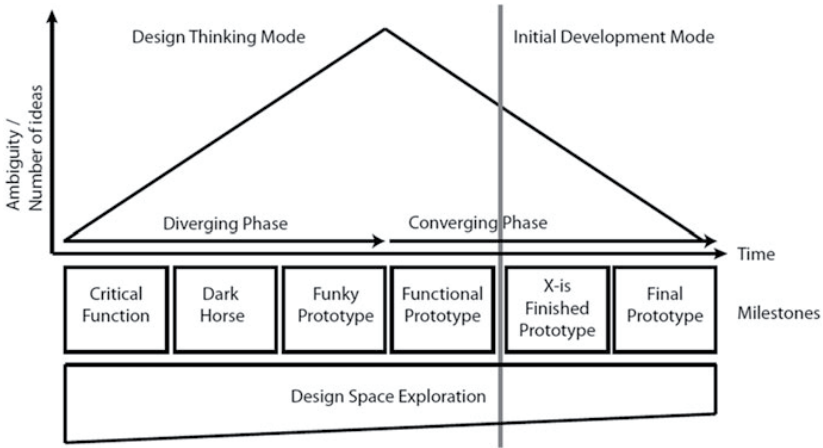 Design Thinking Mode
Initial Development Mode
Ambiguity /
Number of ideas
Diverging Phase
Converging Phase
Time
Critical
Function
Dark
Horse
Funky
Prototype
Functional
Prototype
X-is
Finished
Prototype
Final
Prototype
Milestones
Design Space Exploration